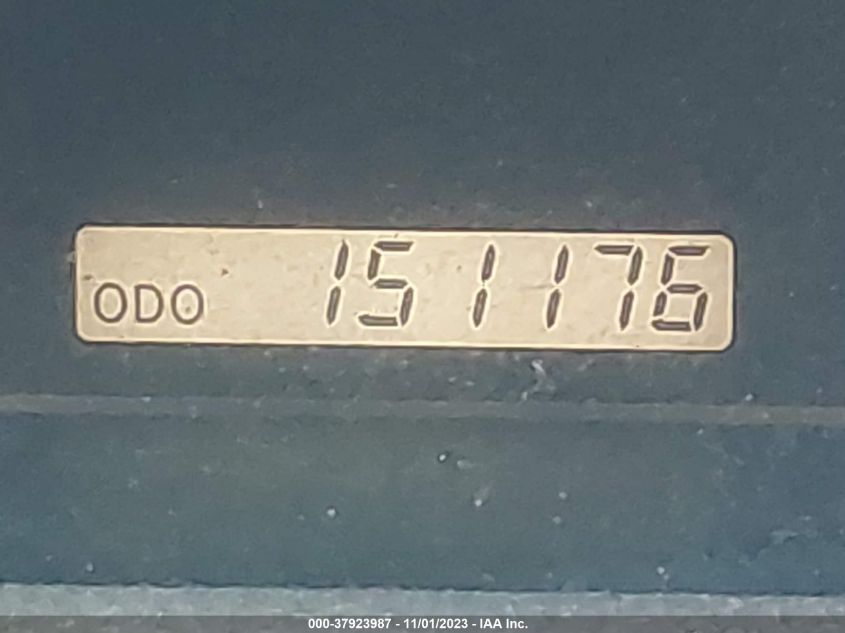 ODO 151176
000-37923987 - 11/01/2023 - IAA Inc.